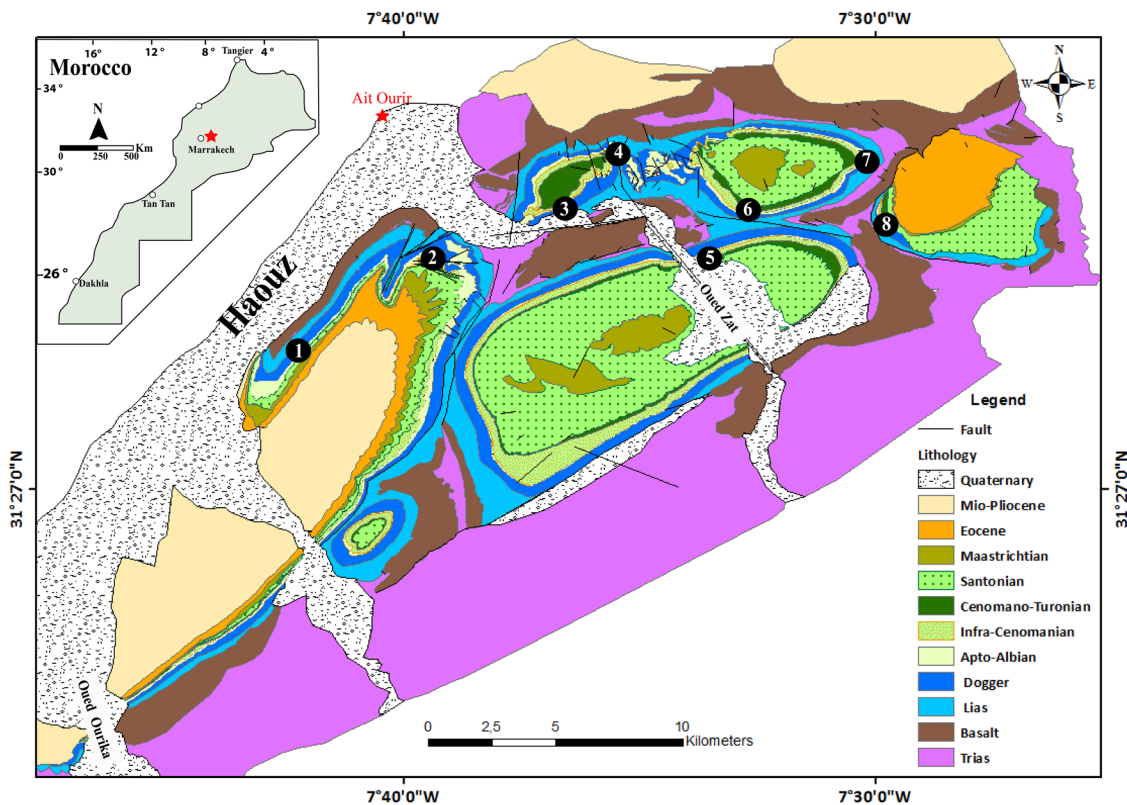 7°40'0"W 7°30'0"W
16° 12° 8° Tangier 4°
Morocco
34°
N
0 250 500 Km
Marrakech
30°
Tan Tan
26°
Dakhla
Ait Ourir
N
W E
S
4
7
3
6
8
2
5
Haouz
Oued Zat
1
31°27'0"N
31°27'0"N
Oued Ourika
Legend
Fault
Lithology
Quaternary
Mio-Pliocene
Eocene
Maastrichtian
Santonian
Cenomano-Turonian
Infra-Cenomanian
Apto-Albian
Dogger
Lias
Basalt
Trias
0 2,5 5 10
Kilometers
7°40'0"W 7°30'0"W